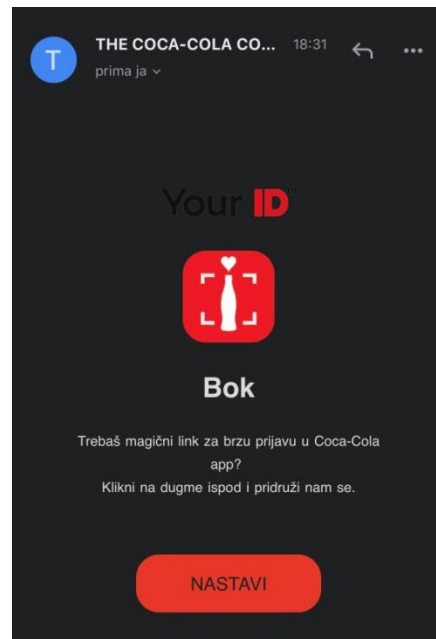 T
THE COCA-COLA CO... 18:31
prima ja
Your ID
Bok
Trebaš magični link za brzu prijavu u Coca-Cola
app?
Klikni na dugme ispod i pridruži nam se.
NASTAVI